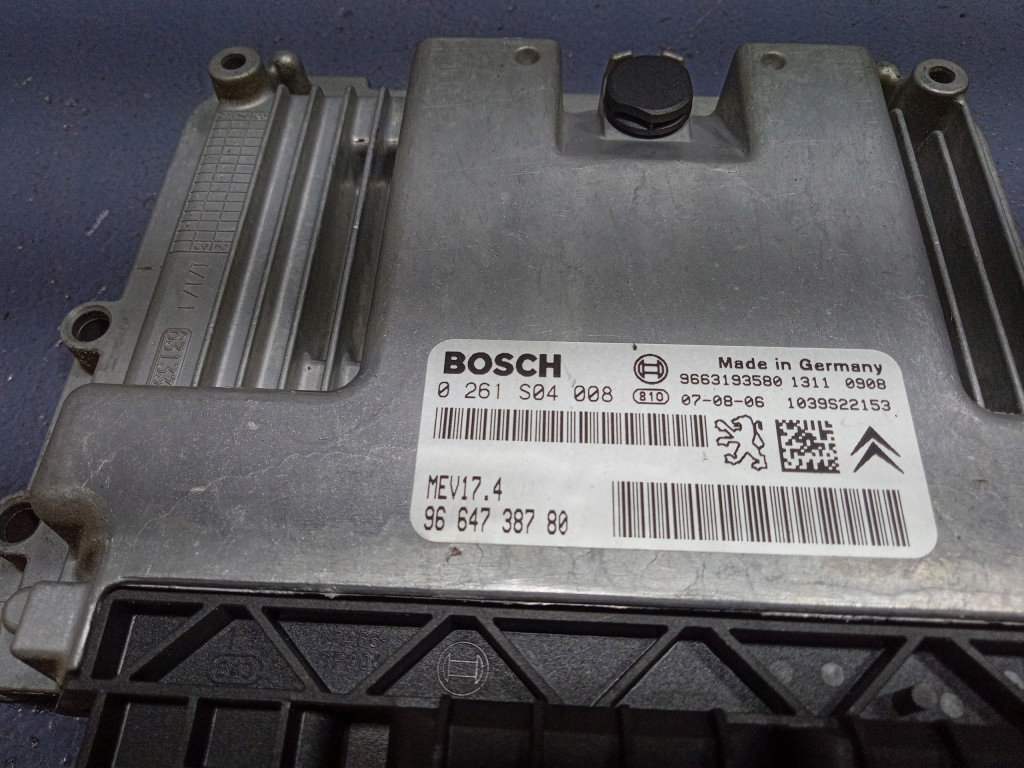 BOSCH
Made in Germany
9663193580 1311 0908
0 261 S04 008
810 07-08-06 1039S22153
MEV17.4
96 647 387 80